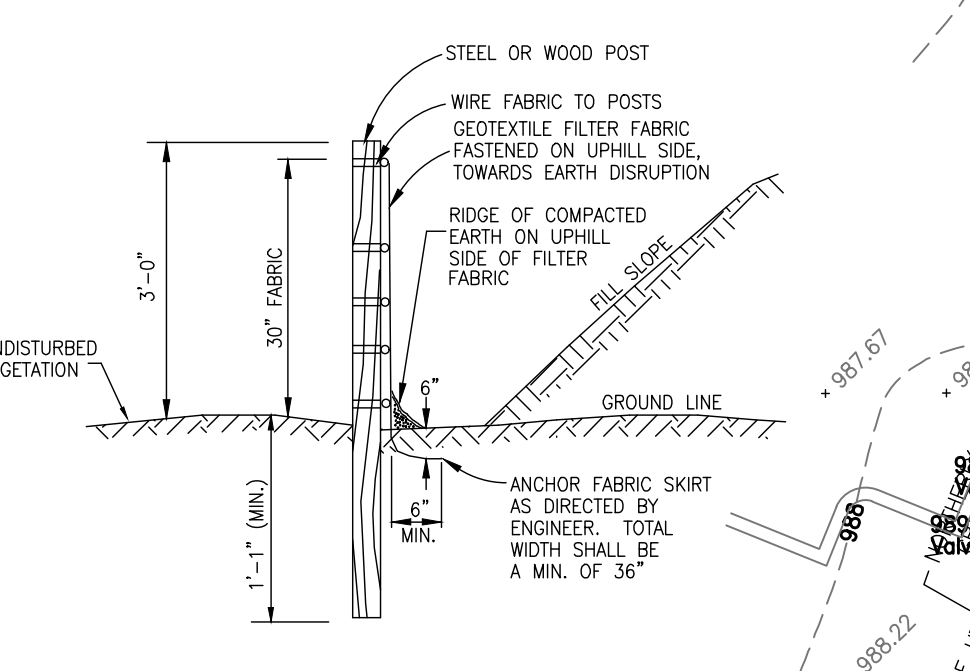 STEEL OR WOOD POST
WIRE FABRIC TO POSTS
GEOTEXTILE FILTER FABRIC
FASTENED ON UPHILL SIDE,
TOWARDS EARTH DISRUPTION
RIDGE OF COMPACTED
EARTH ON UPHILL
SIDE OF FILTER
FABRIC
3'-0"
30" FABRIC
FILL SLOPE
NDISTURBED
GETATION
6"
GROUND LINE
1'-1" (MIN.)
6"
MIN.
ANCHOR FABRIC SKIRT
AS DIRECTED BY
ENGINEER. TOTAL
WIDTH SHALL BE
A MIN. OF 36"
987.67
988
988.22